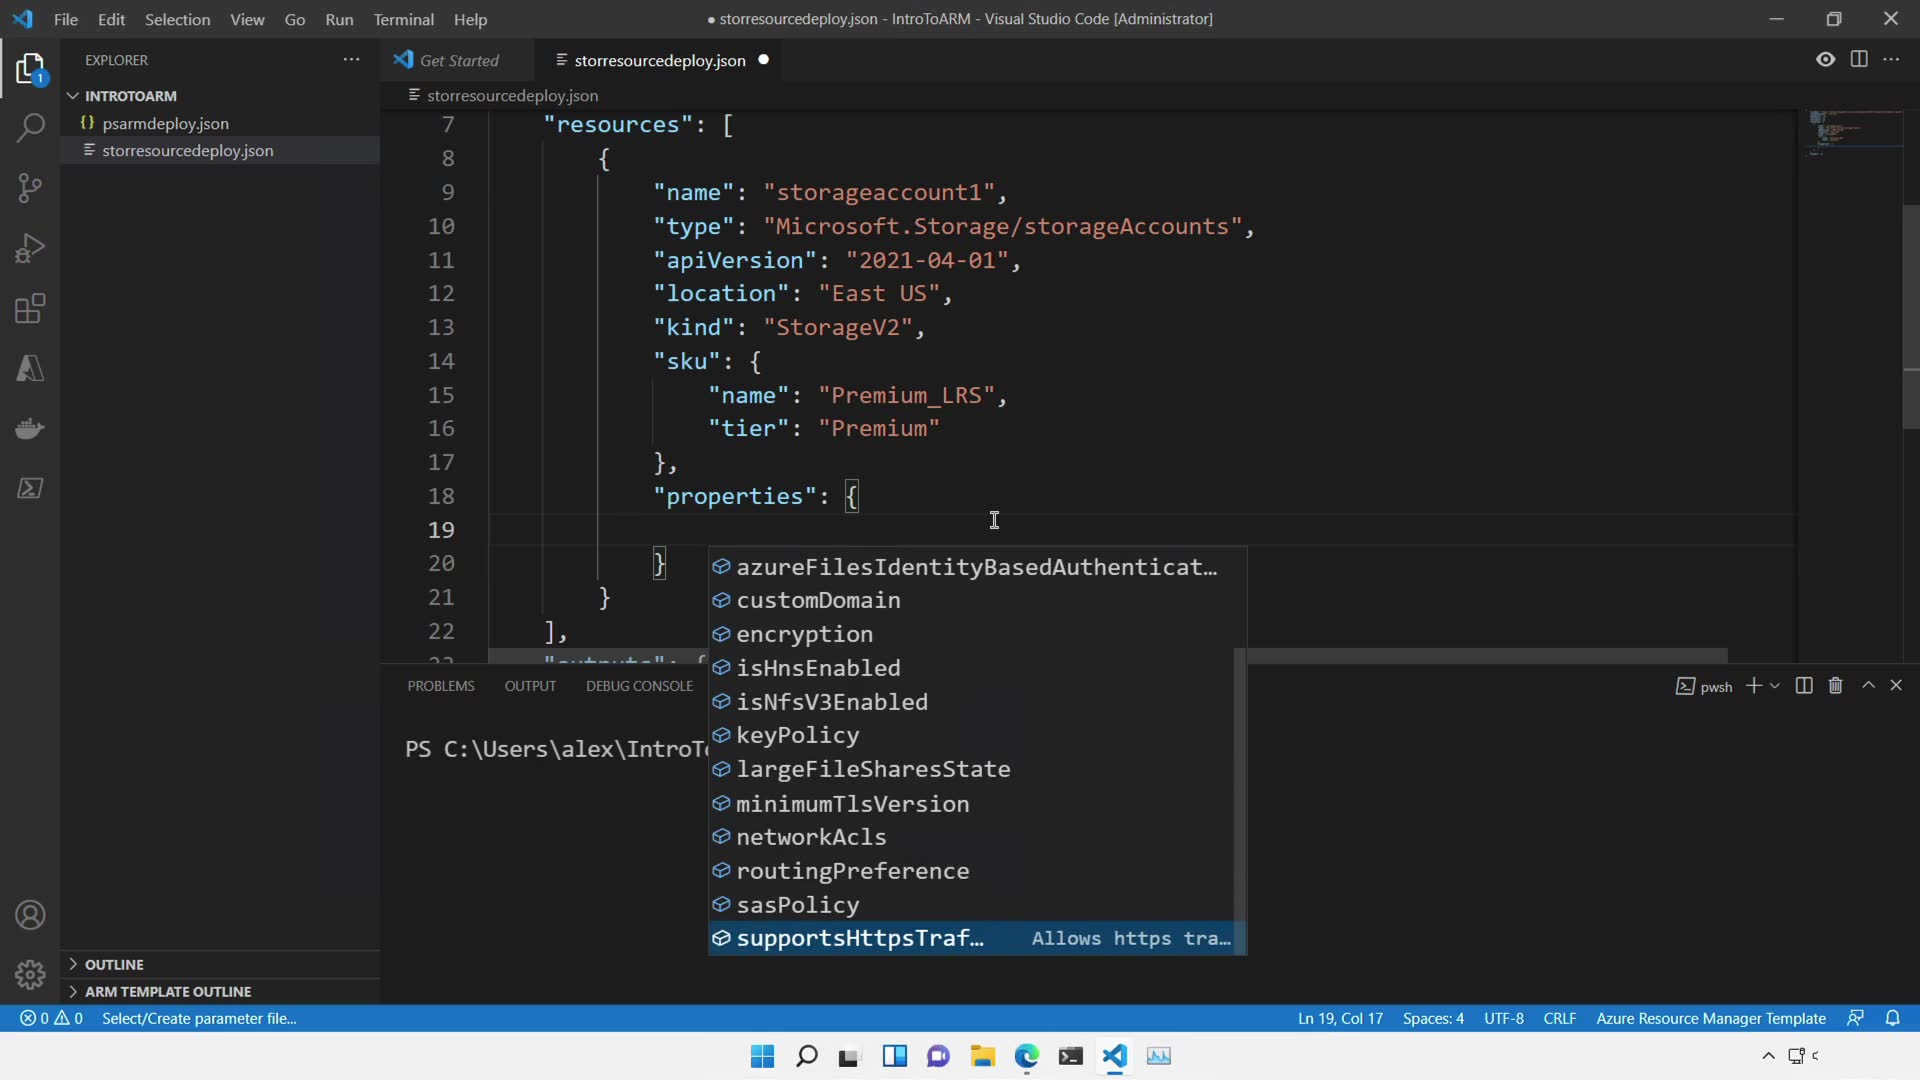 File Edit Selection View Go Run Terminal Help
● storresourcedeploy.json - IntroToARM - Visual Studio Code [Administrator]
EXPLORER
Get Started
storresourcedeploy.json
INTROTOARM
storresourcedeploy.json
psarmdeploy.json
storresourcedeploy.json
1
7 "resources": [
8 {
9 "name": "storageaccount1",
10 "type": "Microsoft.Storage/storageAccounts",
11 "apiVersion": "2021-04-01",
12 "location": "East US",
13 "kind": "StorageV2",
14 "sku": {
15 "name": "Premium_LRS",
16 "tier": "Premium"
17 },
18 "properties": {
19
20 }
21 }
22 ],
23 "outputs": {
azureFilesIdentityBasedAuthenticat…
customDomain
encryption
isHnsEnabled
isNfsV3Enabled
keyPolicy
largeFileSharesState
minimumTlsVersion
networkAcls
routingPreference
sasPolicy
supportsHttpsTraf… Allows https tra…
PROBLEMS OUTPUT DEBUG CONSOLE
pwsh
PS C:\Users\alex\IntroTo
OUTLINE
ARM TEMPLATE OUTLINE
0 0 Select/Create parameter file...
Ln 19, Col 17 Spaces: 4 UTF-8 CRLF Azure Resource Manager Template